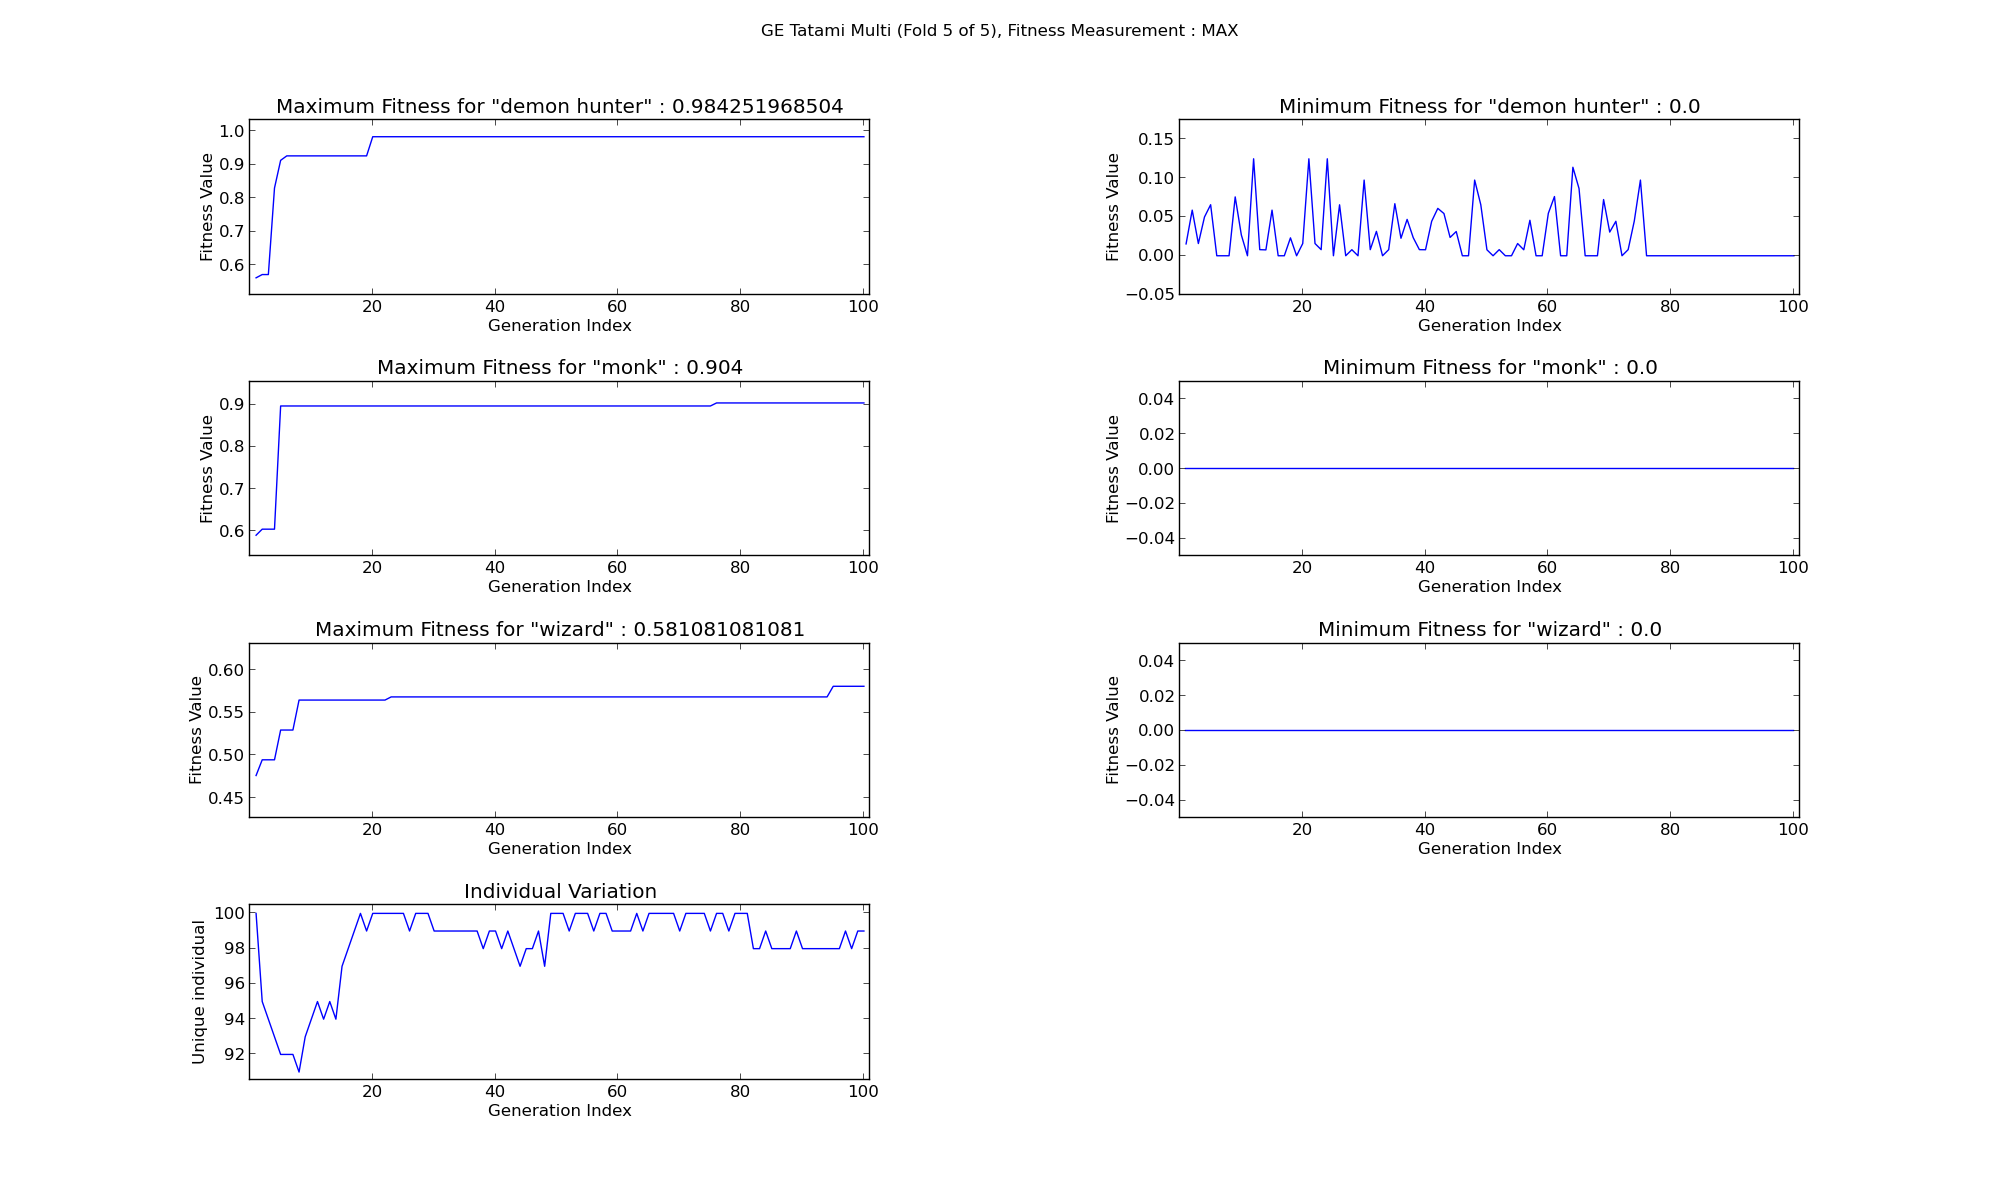 GE Tatami Multi (Fold 5 of 5), Fitness Measurement : MAX
Maximum Fitness for "demon hunter" : 0.984251968504
1.0
0.9
0.8
0.7
0.6
Fitness Value
20 40 60 80 100
Generation Index
Minimum Fitness for "demon hunter" : 0.0
0.15
0.10
0.05
0.00
−0.05
Fitness Value
20 40 60 80 100
Generation Index
Maximum Fitness for "monk" : 0.904
0.9
0.8
0.7
0.6
Fitness Value
20 40 60 80 100
Generation Index
Minimum Fitness for "monk" : 0.0
0.04
0.02
0.00
−0.02
−0.04
Fitness Value
20 40 60 80 100
Generation Index
Maximum Fitness for "wizard" : 0.581081081081
0.60
0.55
0.50
0.45
Fitness Value
20 40 60 80 100
Generation Index
Minimum Fitness for "wizard" : 0.0
0.04
0.02
0.00
−0.02
−0.04
Fitness Value
20 40 60 80 100
Generation Index
Individual Variation
100
98
96
94
92
Unique individual
20 40 60 80 100
Generation Index